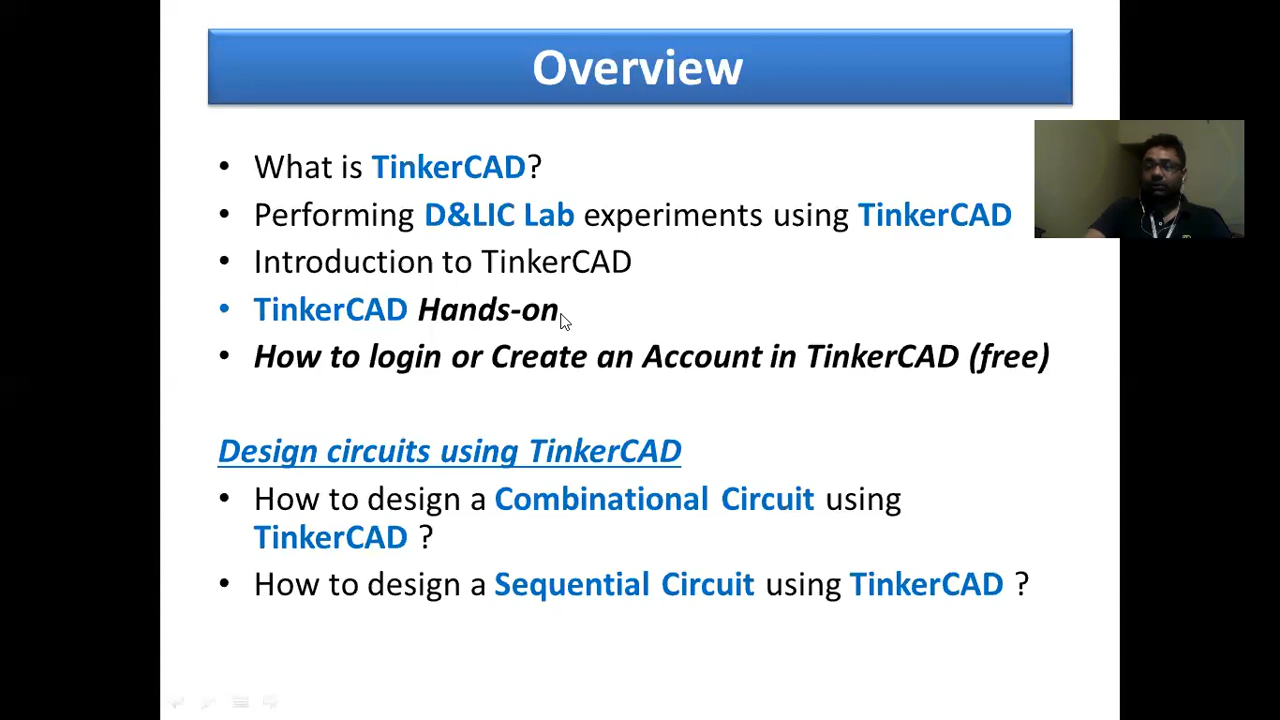 Overview
• What is TinkerCAD?
• Performing D&LIC Lab experiments using TinkerCAD
• Introduction to TinkerCAD
• TinkerCAD Hands-on
• How to login or Create an Account in TinkerCAD (free)
Design circuits using TinkerCAD
• How to design a Combinational Circuit using
TinkerCAD ?
• How to design a Sequential Circuit using TinkerCAD ?